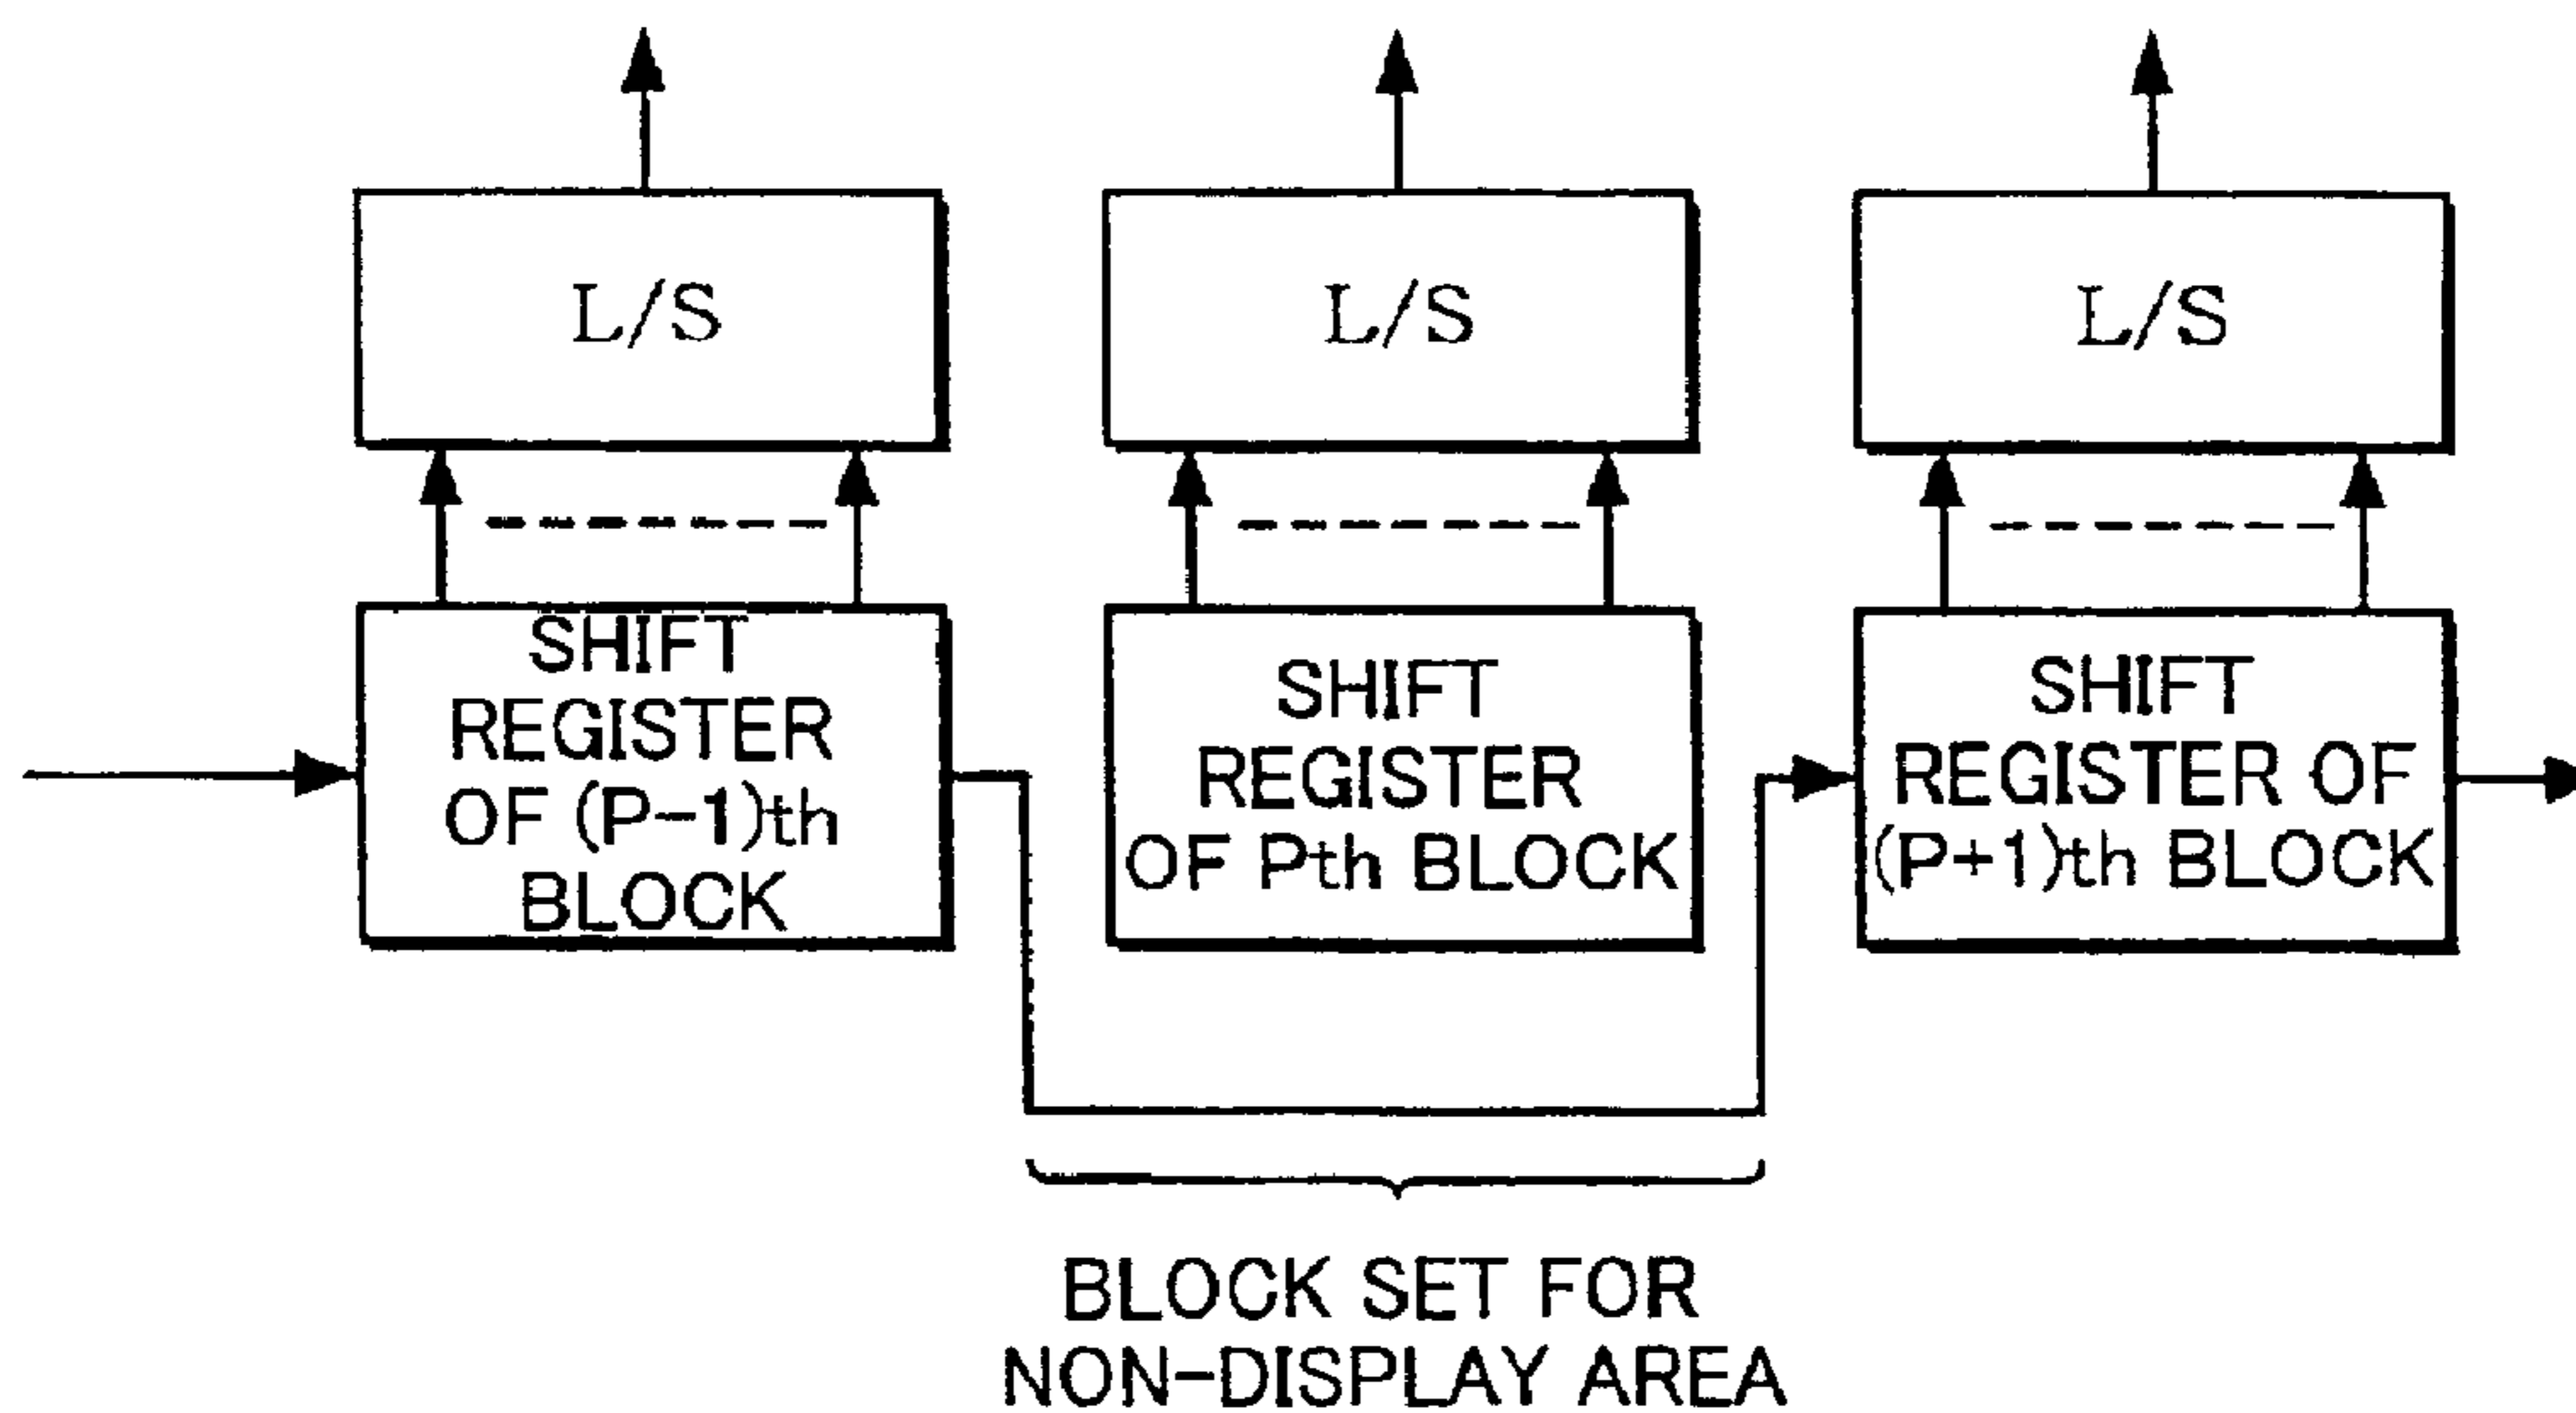 L/S
L/S
L/S
SHIFT
REGISTER
OF (P-1)th
BLOCK
SHIFT
REGISTER
OF Pth BLOCK
SHIFT
REGISTER OF
(P+1)th BLOCK
BLOCK SET FOR
NON-DISPLAY AREA